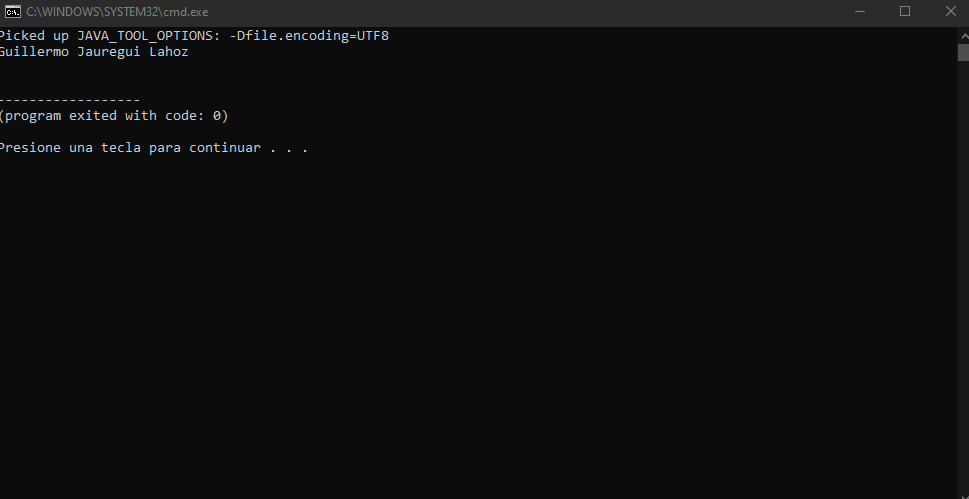 C:\WINDOWS\SYSTEM32\cmd.exe
Picked up JAVA_TOOL_OPTIONS: -Dfile.encoding=UTF8
Guillermo Jauregui Lahoz
------------------
(program exited with code: 0)
Presione una tecla para continuar . . .